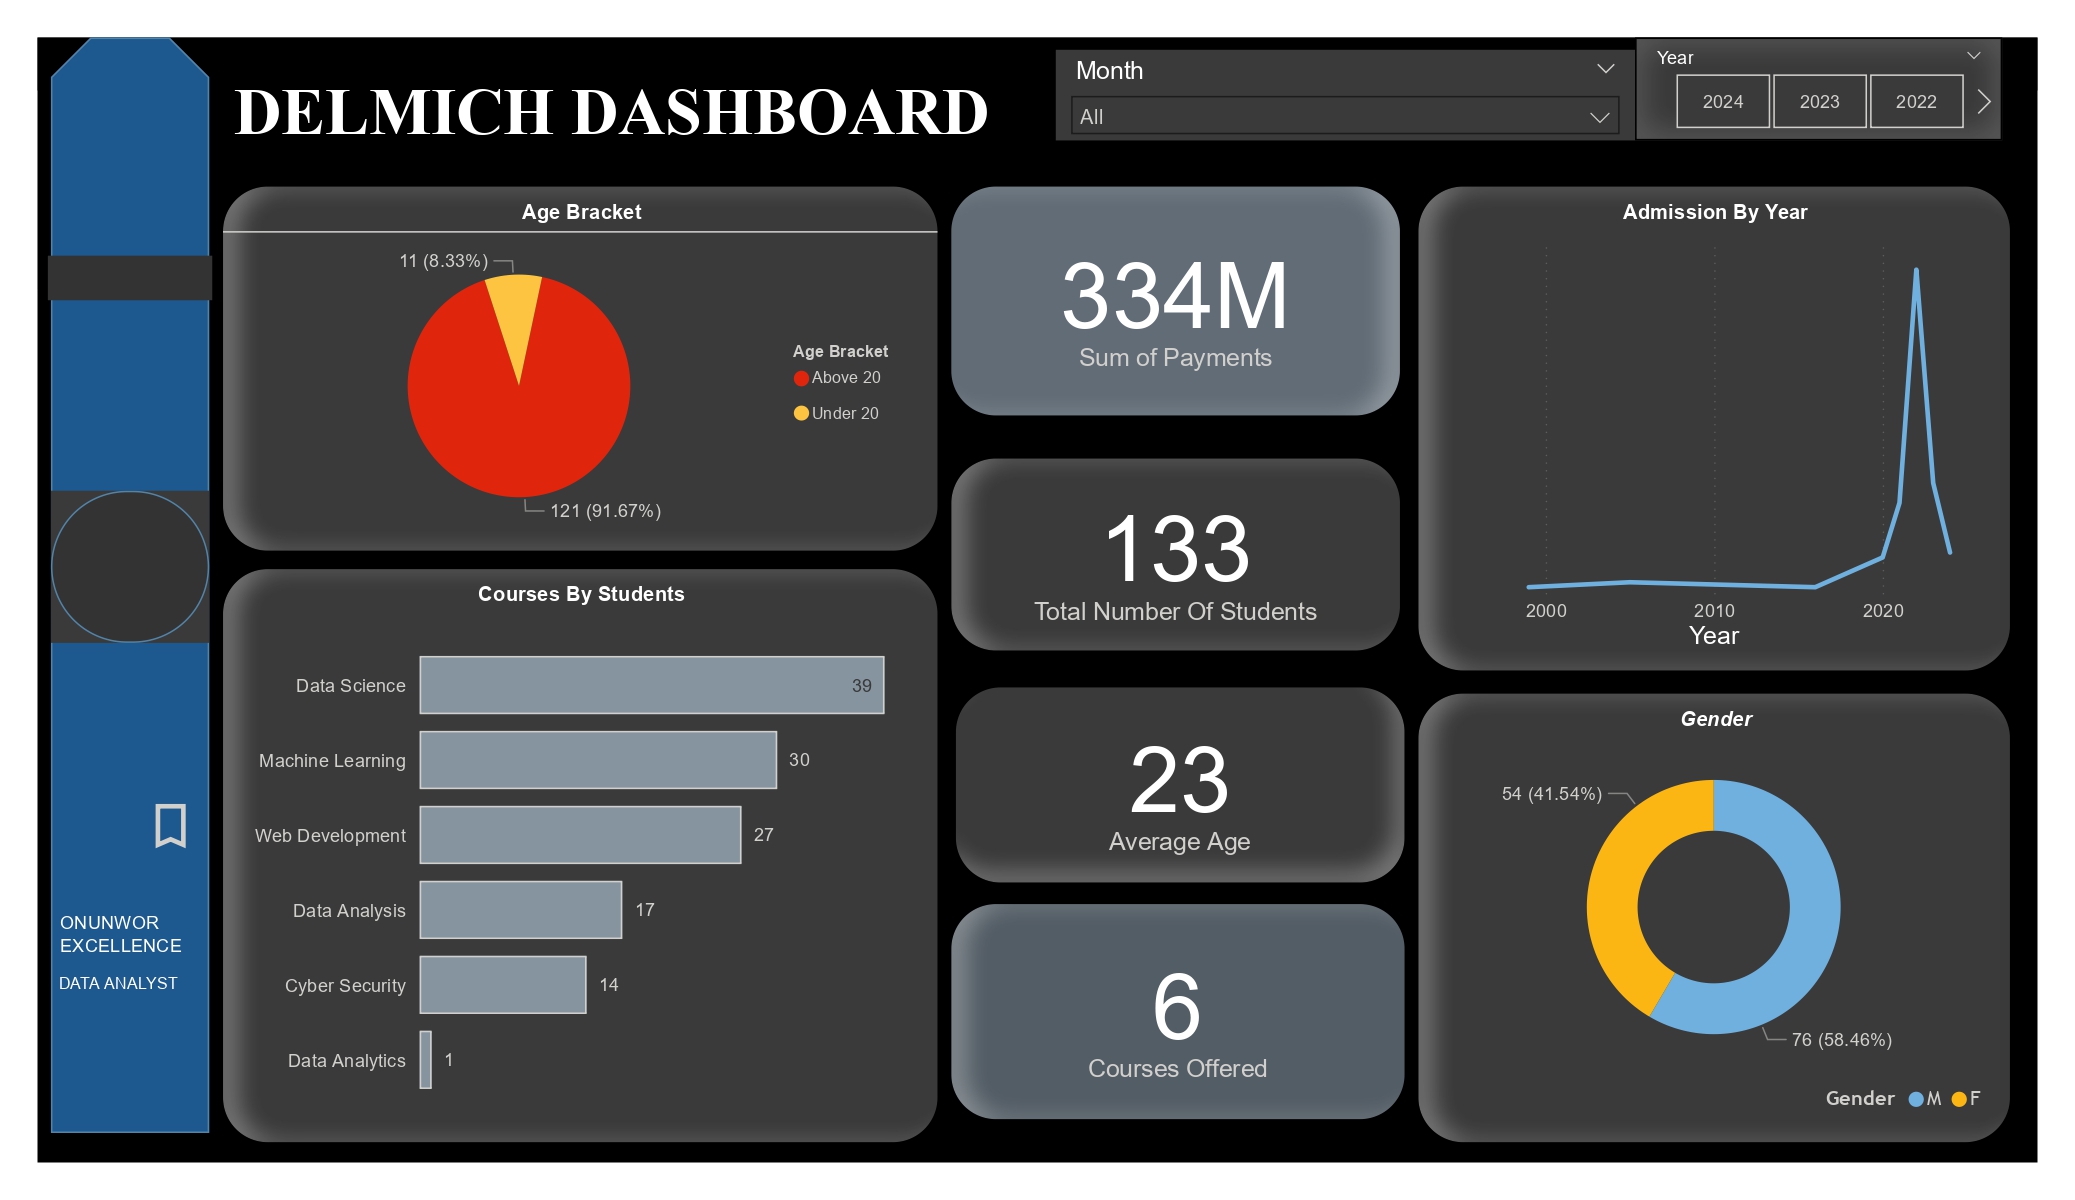 DELMICH DASHBOARD
Month
All
Year
2024
2023
2022
Age Bracket
11 (8.33%)
121 (91.67%)
Age Bracket
Above 20
Under 20
334M
Sum of Payments
Admission By Year
2000
2010
2020
Year
133
Total Number Of Students
Courses By Students
Data Science
39
Machine Learning
30
Web Development
27
Data Analysis
17
Cyber Security
14
Data Analytics
1
23
Average Age
6
Courses Offered
Gender
54 (41.54%)
76 (58.46%)
Gender M F
ONUNWOR
EXCELLENCE
DATA ANALYST